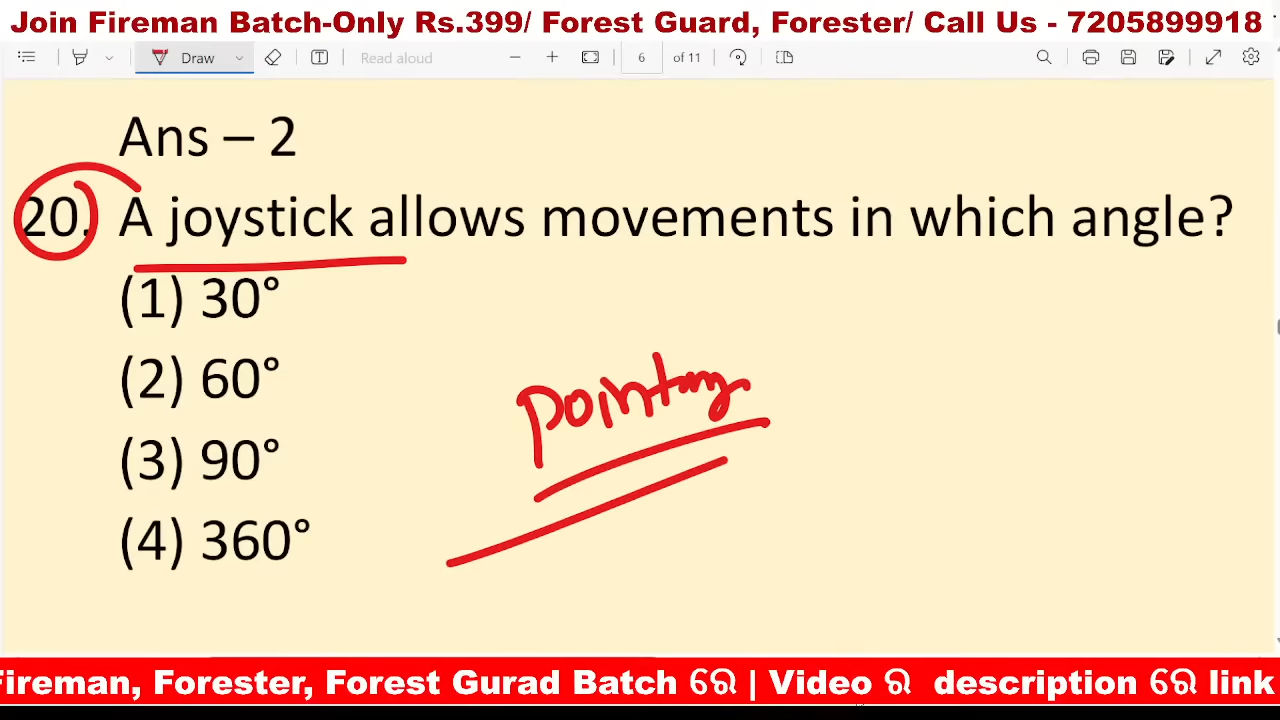 Join Fireman Batch-Only Rs.399/ Forest Guard, Forester/ Call Us - 7205899918
Draw
Read aloud
6 of 11
Ans – 2
20. A joystick allows movements in which angle?
(1) 30°
(2) 60°
(3) 90°
(4) 360°
pointing
Fireman, Forester, Forest Gurad Batch ରେ | Video ର description ରେ link